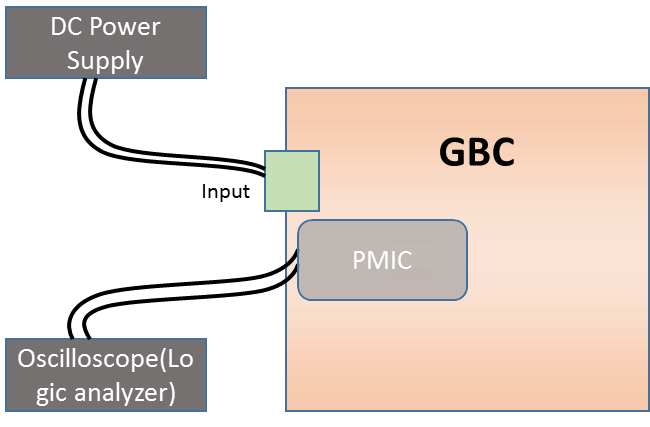 DC Power
Supply
GBC
Input
PMIC
Oscilloscope(Lo
gic analyzer)